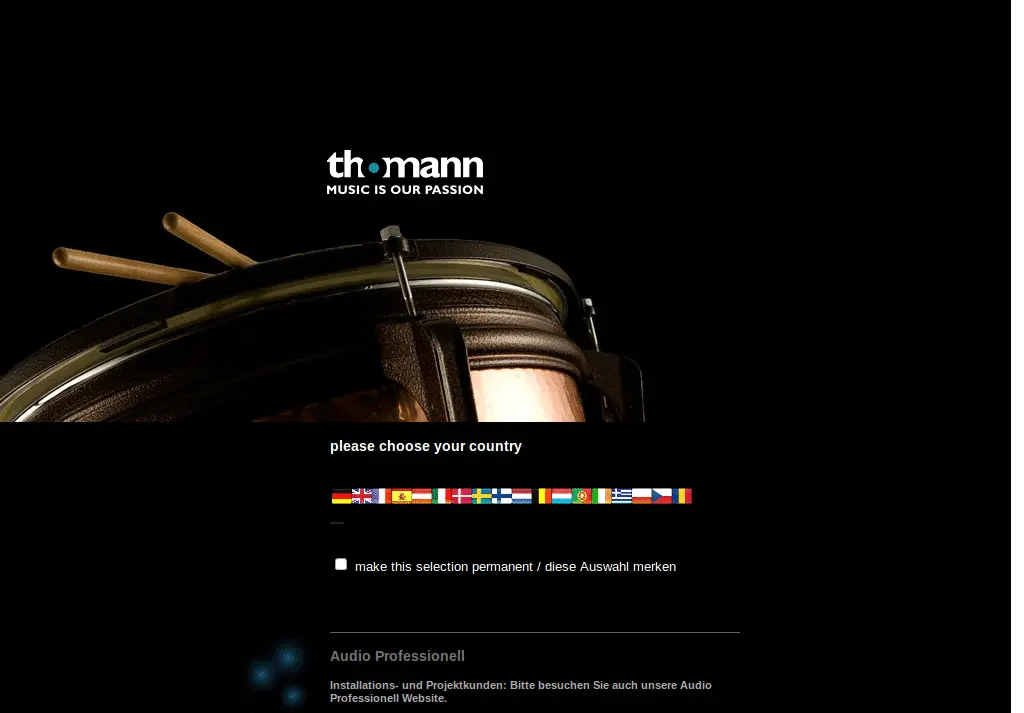 thomann
MUSIC IS OUR PASSION
please choose your country
make this selection permanent / diese Auswahl merken
Audio Professionell
Installations- und Projektkunden: Bitte besuchen Sie auch unsere Audio
Professionell Website.